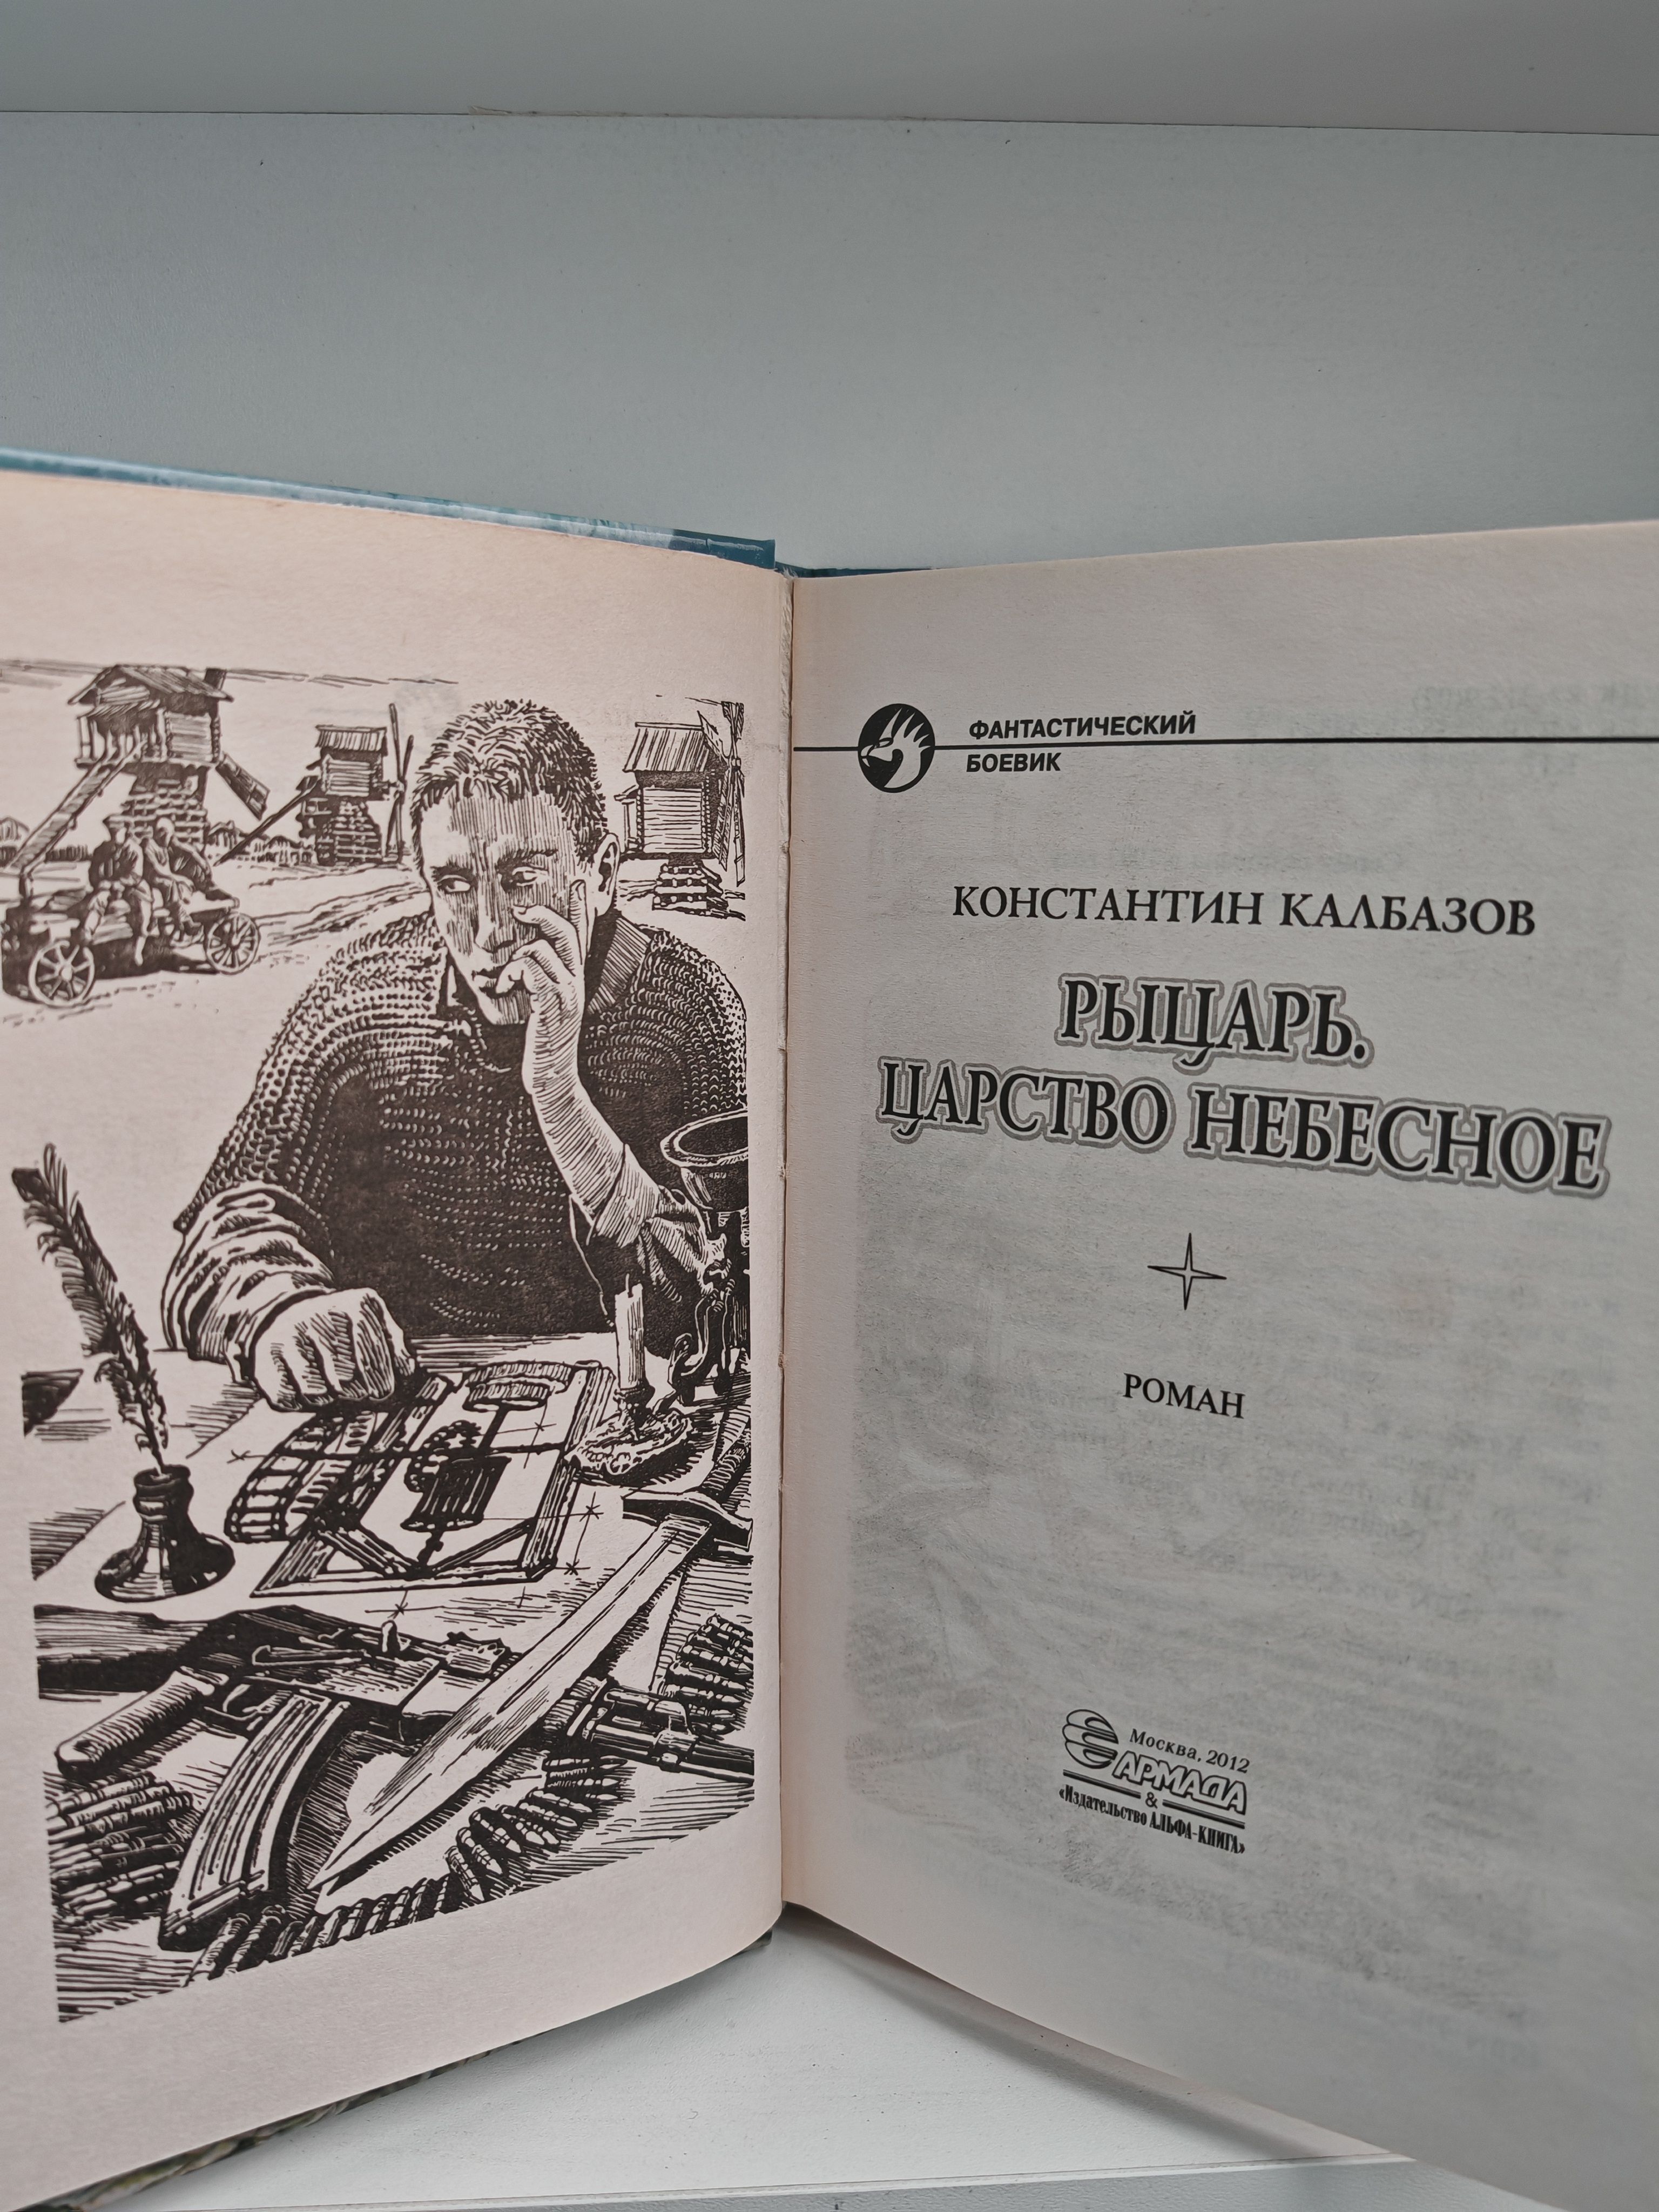 ФАНТАСТИЧЕСКИЙ
БОЕВИК
КОНСТАНТИН КАЛБАЗОВ
РЫЦАРЬ.
ЦАРСТВО НЕБЕСНОЕ
РОМАН
Москва, 2012
АРМАДА
&
«Издательство АЛЬФА-КНИГА»